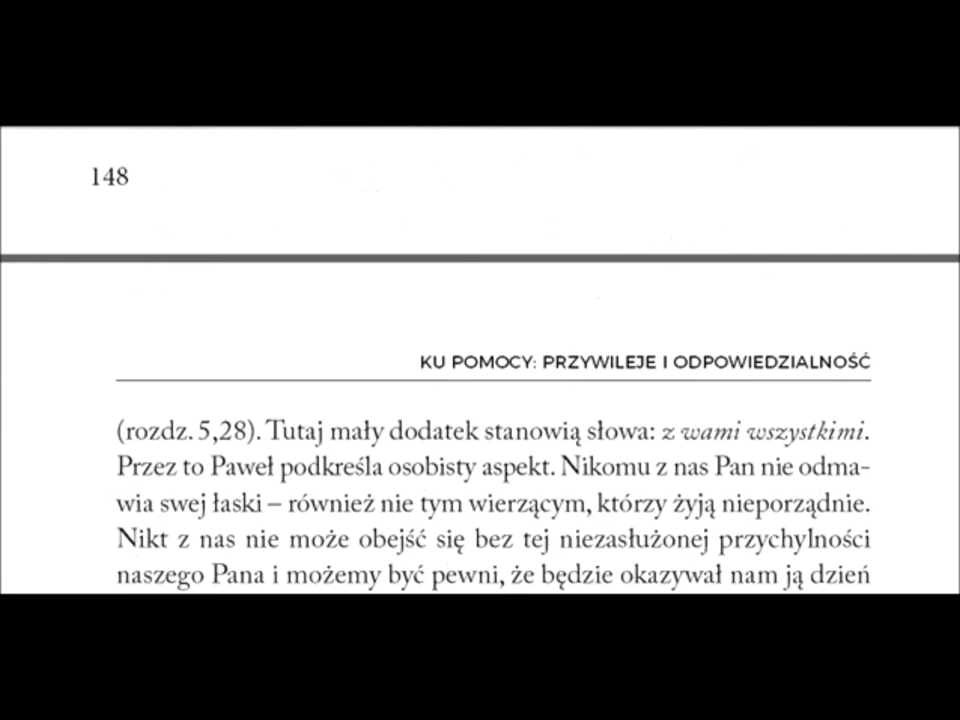 148
KU POMOCY: PRZYWILEJE I ODPOWIEDZIALNOŚĆ
(rozdz. 5,28). Tutaj mały dodatek stanowią słowa: z wami wszystkimi.
Przez to Paweł podkreśla osobisty aspekt. Nikomu z nas Pan nie odma-
wia swej łaski – również nie tym wierzącym, którzy żyją nieporządnie.
Nikt z nas nie może obejść się bez tej niezasłużonej przychylności
naszego Pana i możemy być pewni, że będzie okazywał nam ją dzień